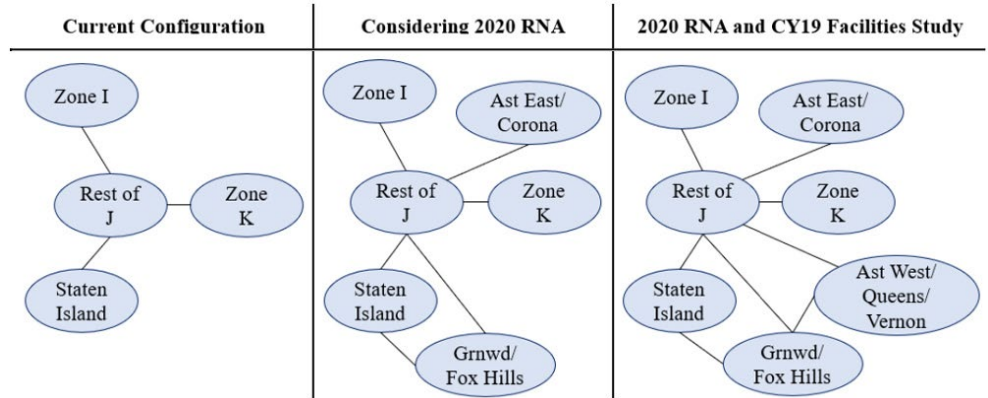 Current Configuration
Zone I
Rest of
J
Zone
K
Staten
Island
Considering 2020 RNA
Zone I
Ast East/
Corona
Rest of
J
Zone
K
Staten
Island
Grnwd/
Fox Hills
2020 RNA and CY19 Facilities Study
Zone I
Ast East/
Corona
Rest of
J
Zone
K
Ast West/
Queens/
Vernon
Staten
Island
Grnwd/
Fox Hills